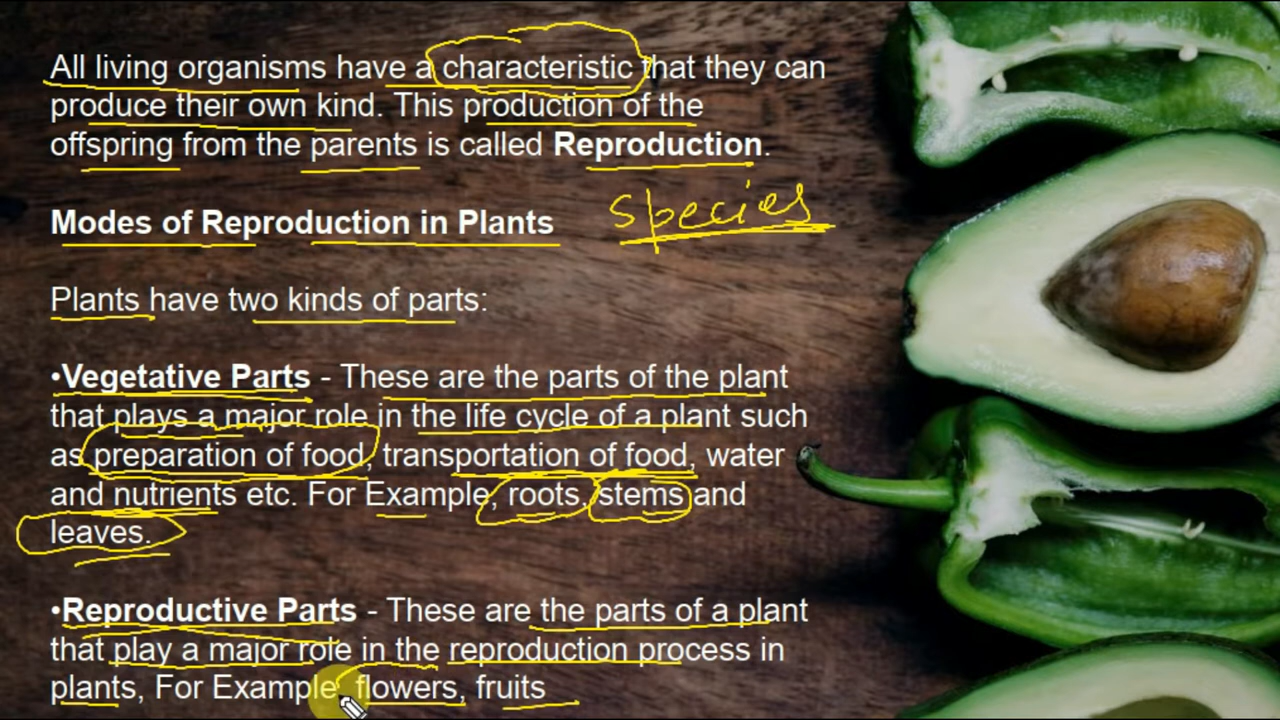 All living organisms have a characteristic that they can
produce their own kind. This production of the
offspring from the parents is called Reproduction.
species
Modes of Reproduction in Plants
Plants have two kinds of parts:
•Vegetative Parts - These are the parts of the plant
that plays a major role in the life cycle of a plant such
as preparation of food, transportation of food, water
and nutrients etc. For Example, roots, stems and
leaves.
•Reproductive Parts - These are the parts of a plant
that play a major role in the reproduction process in
plants, For Example flowers, fruits